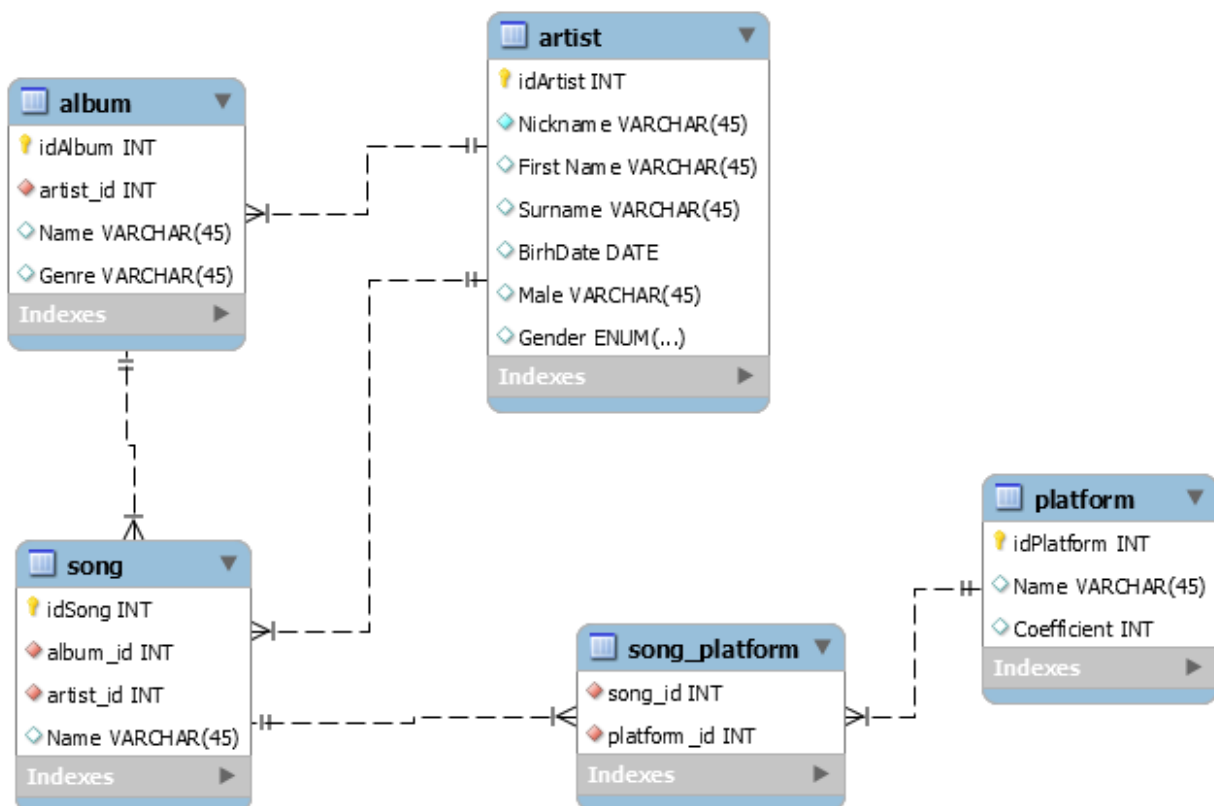 album
idAlbum INT
artist_id INT
Name VARCHAR(45)
Genre VARCHAR(45)
Indexes
artist
idArtist INT
Nickname VARCHAR(45)
First Name VARCHAR(45)
Surname VARCHAR(45)
BirhDate DATE
Male VARCHAR(45)
Gender ENUM(...)
Indexes
song
idSong INT
album_id INT
artist_id INT
Name VARCHAR(45)
Indexes
song_platform
song_id INT
platform_id INT
Indexes
platform
idPlatform INT
Name VARCHAR(45)
Coefficient INT
Indexes